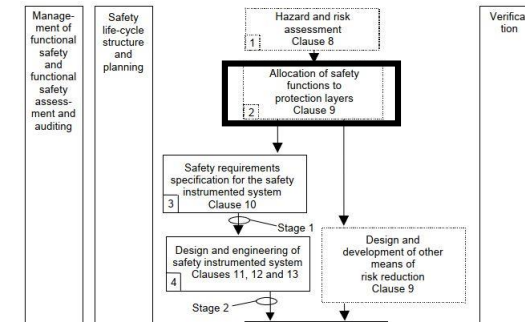 Manage-
ment of
functional
safety
and
functional
safety
assess-
ment and
auditing
Safety
life-cycle
structure
and
planning
Hazard and risk
assessment
Clause 8
1
Allocation of safety
functions to
protection layers
Clause 9
2
Safety requirements
specification for the safety
instrumented system
Clause 10
3
Stage 1
Design and engineering of
safety instrumented system
Clauses 11, 12 and 13
4
Design and
development of other
means of
risk reduction
Clause 9
Stage 2
Verifica
tion